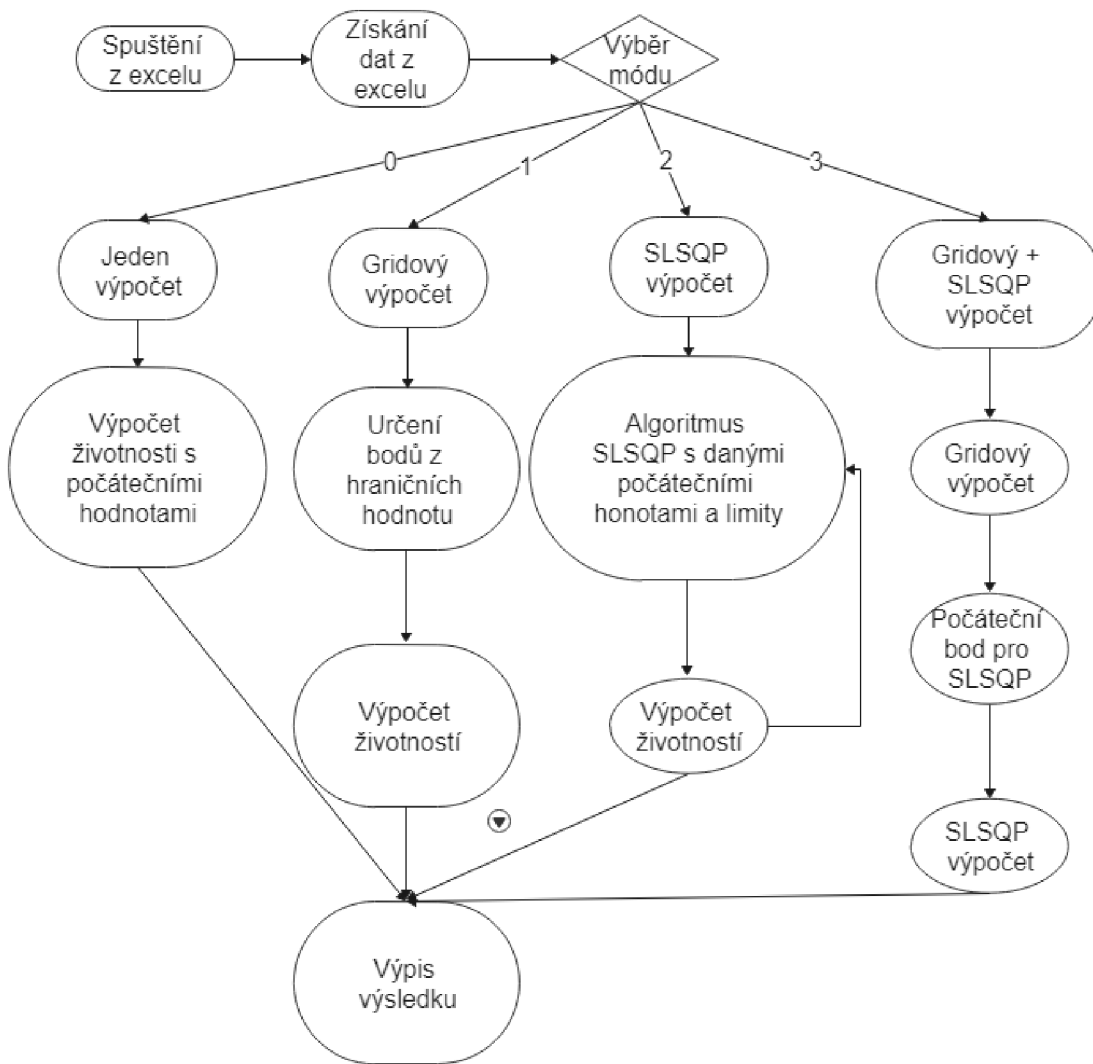 Spuštění
z excelu
Získání
dat z
excelu
Výběr
módu
0
1
2
3
Jeden
výpočet
Gridový
výpočet
SLSQP
výpočet
Gridový +
SLSQP
výpočet
Výpočet
životnosti s
počátečními
hodnotami
Určení
bodů z
hraničních
hodnotu
Algoritmus
SLSQP s danými
počátečními
honotami a limity
Gridový
výpočet
Počáteční
bod pro
SLSQP
Výpočet
životností
Výpočet
životností
SLSQP
výpočet
Výpis
výsledku